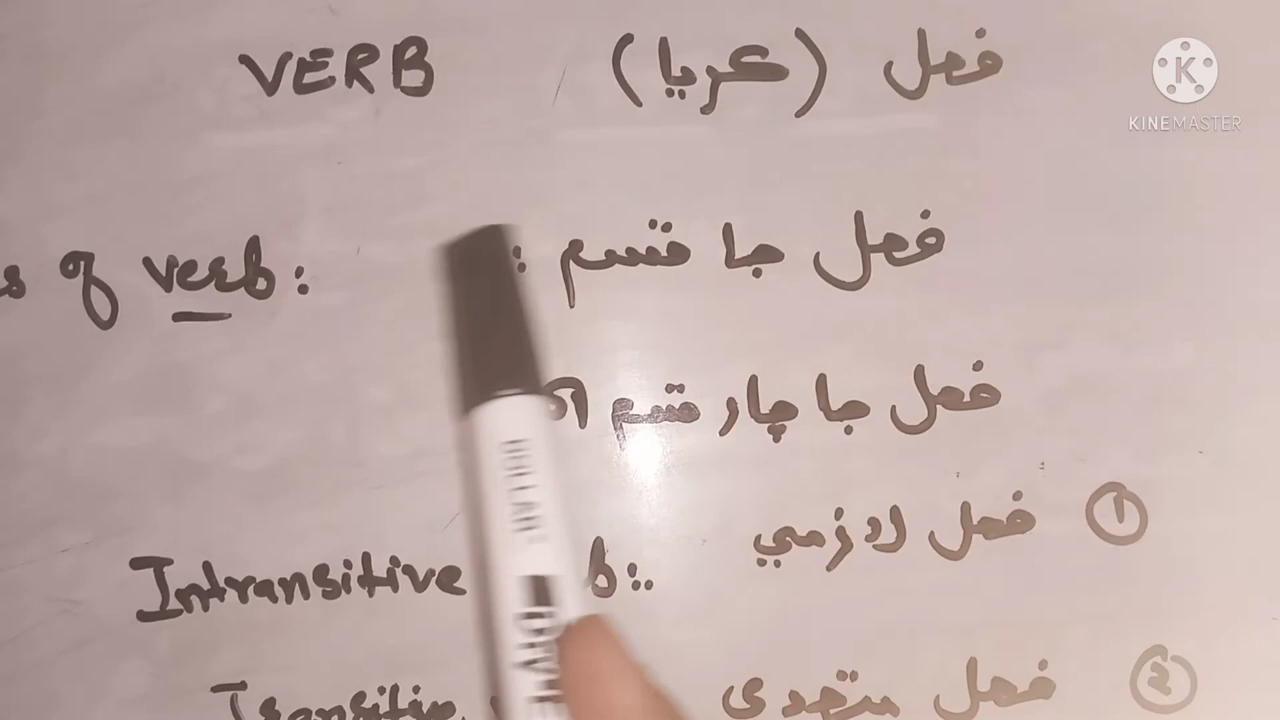 VERB فعل (ڪريا)
KINEMASTER
of verb: فعل جا قسم :
فعل جا چار قسم
① فعل لازمي
Intransitive
② فعل متعدي